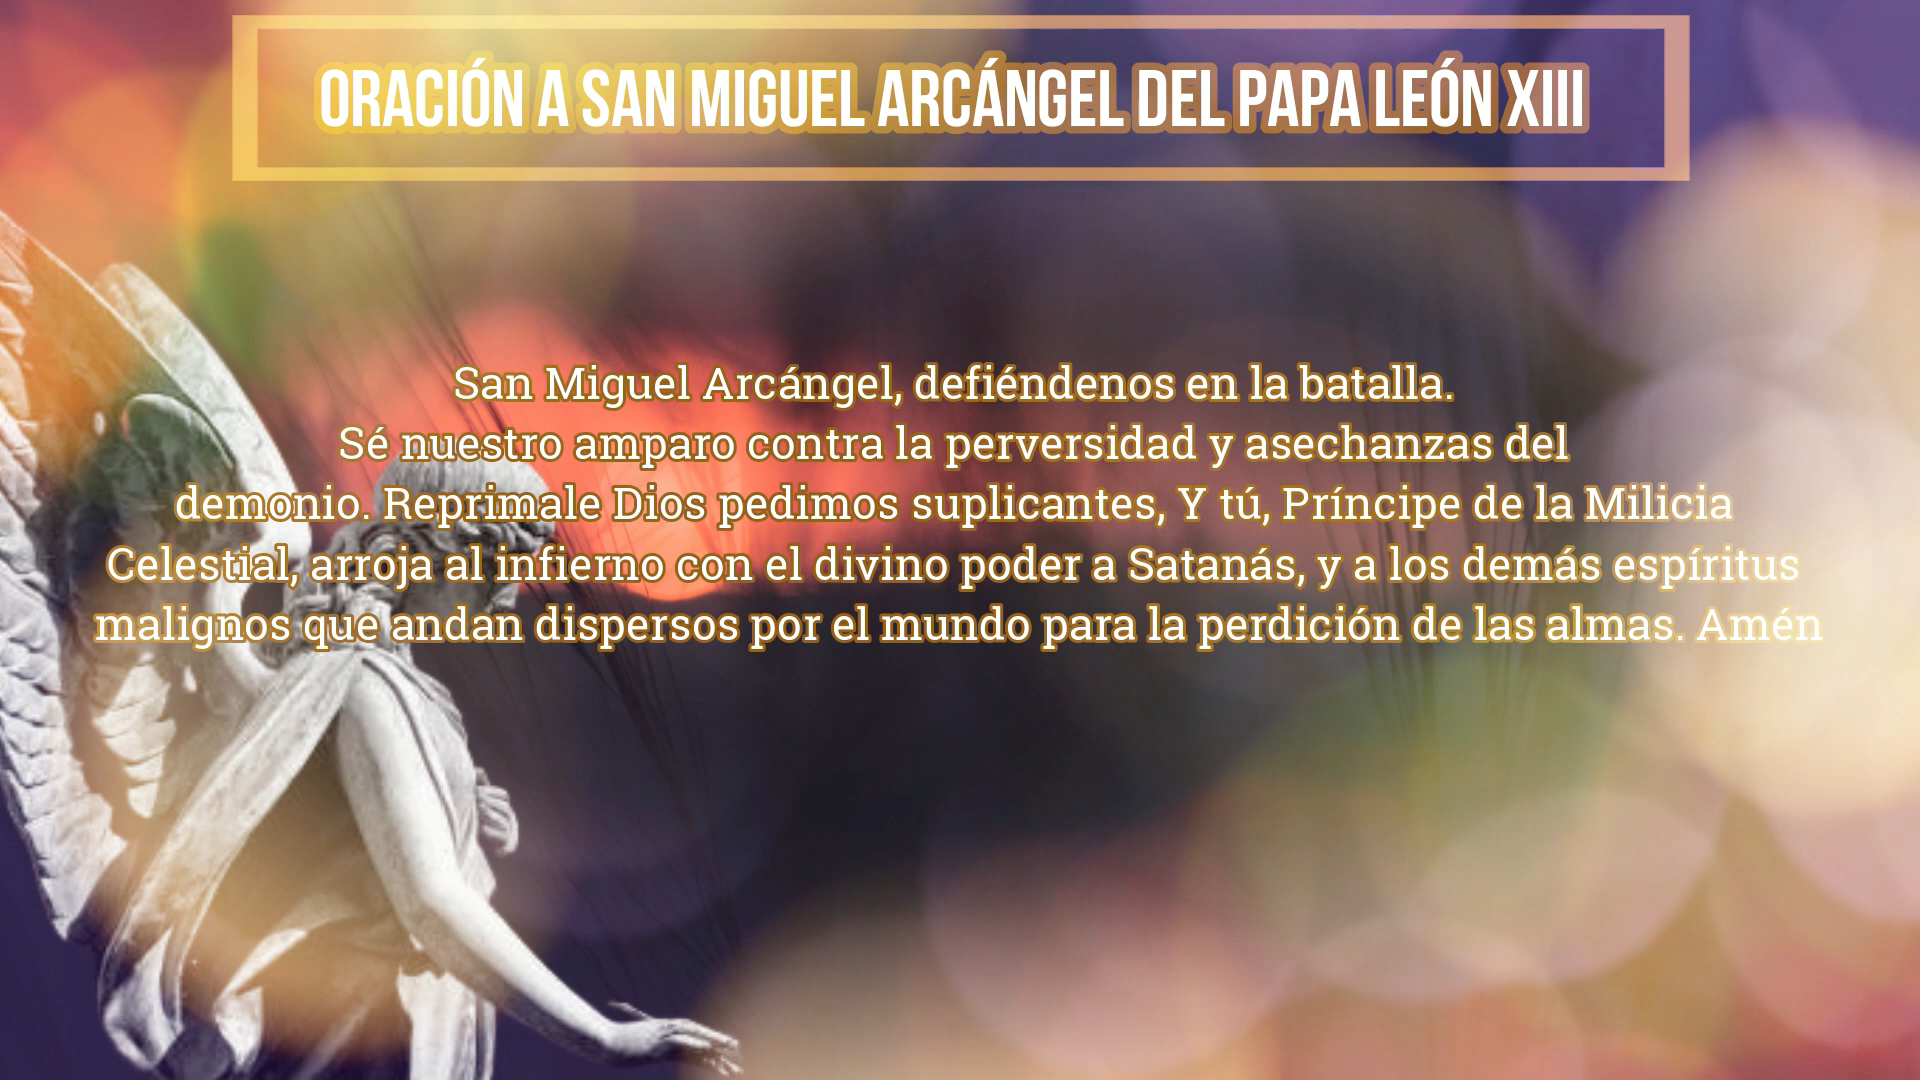 ORACIÓN A SAN MIGUEL ARCÁNGEL DEL PAPA LEÓN XIII
San Miguel Arcángel, defiéndenos en la batalla.
Sé nuestro amparo contra la perversidad y asechanzas del
demonio. Reprimale Dios pedimos suplicantes, Y tú, Príncipe de la Milicia
Celestial, arroja al infierno con el divino poder a Satanás, y a los demás espíritus
malignos que andan dispersos por el mundo para la perdición de las almas. Amén